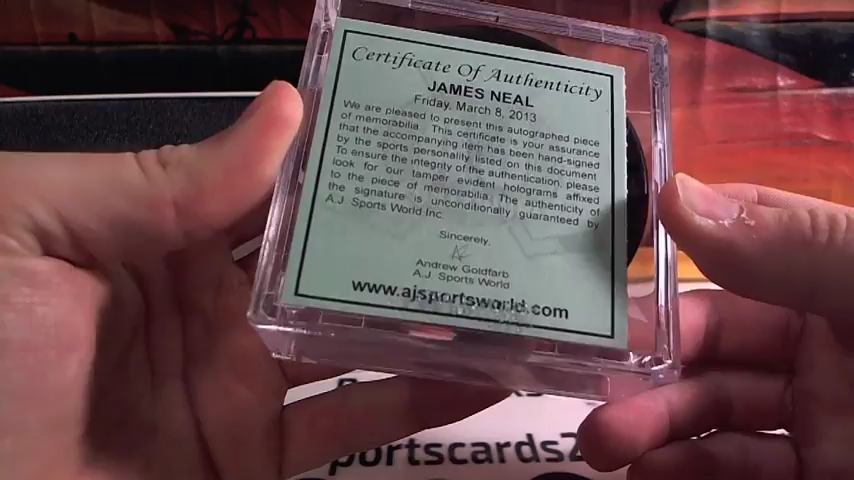 Certificate Of Authenticity
JAMES NEAL
Friday, March 8, 2013
We are pleased to present this autographed piece
of memorabilia. This certificate is your assurance
that the accompanying item has been hand-signed
by the sports personality listed on this document
To ensure the integrity of the authentication, please
look for our tamper evident holograms affixed
to the piece of memorabilia. The authenticity of
the signature is unconditionally guaranteed by
A.J Sports World Inc.
Sincerely,
Andrew Goldfarb
A.J. Sports World
www.ajsportsworld.com
portscards2